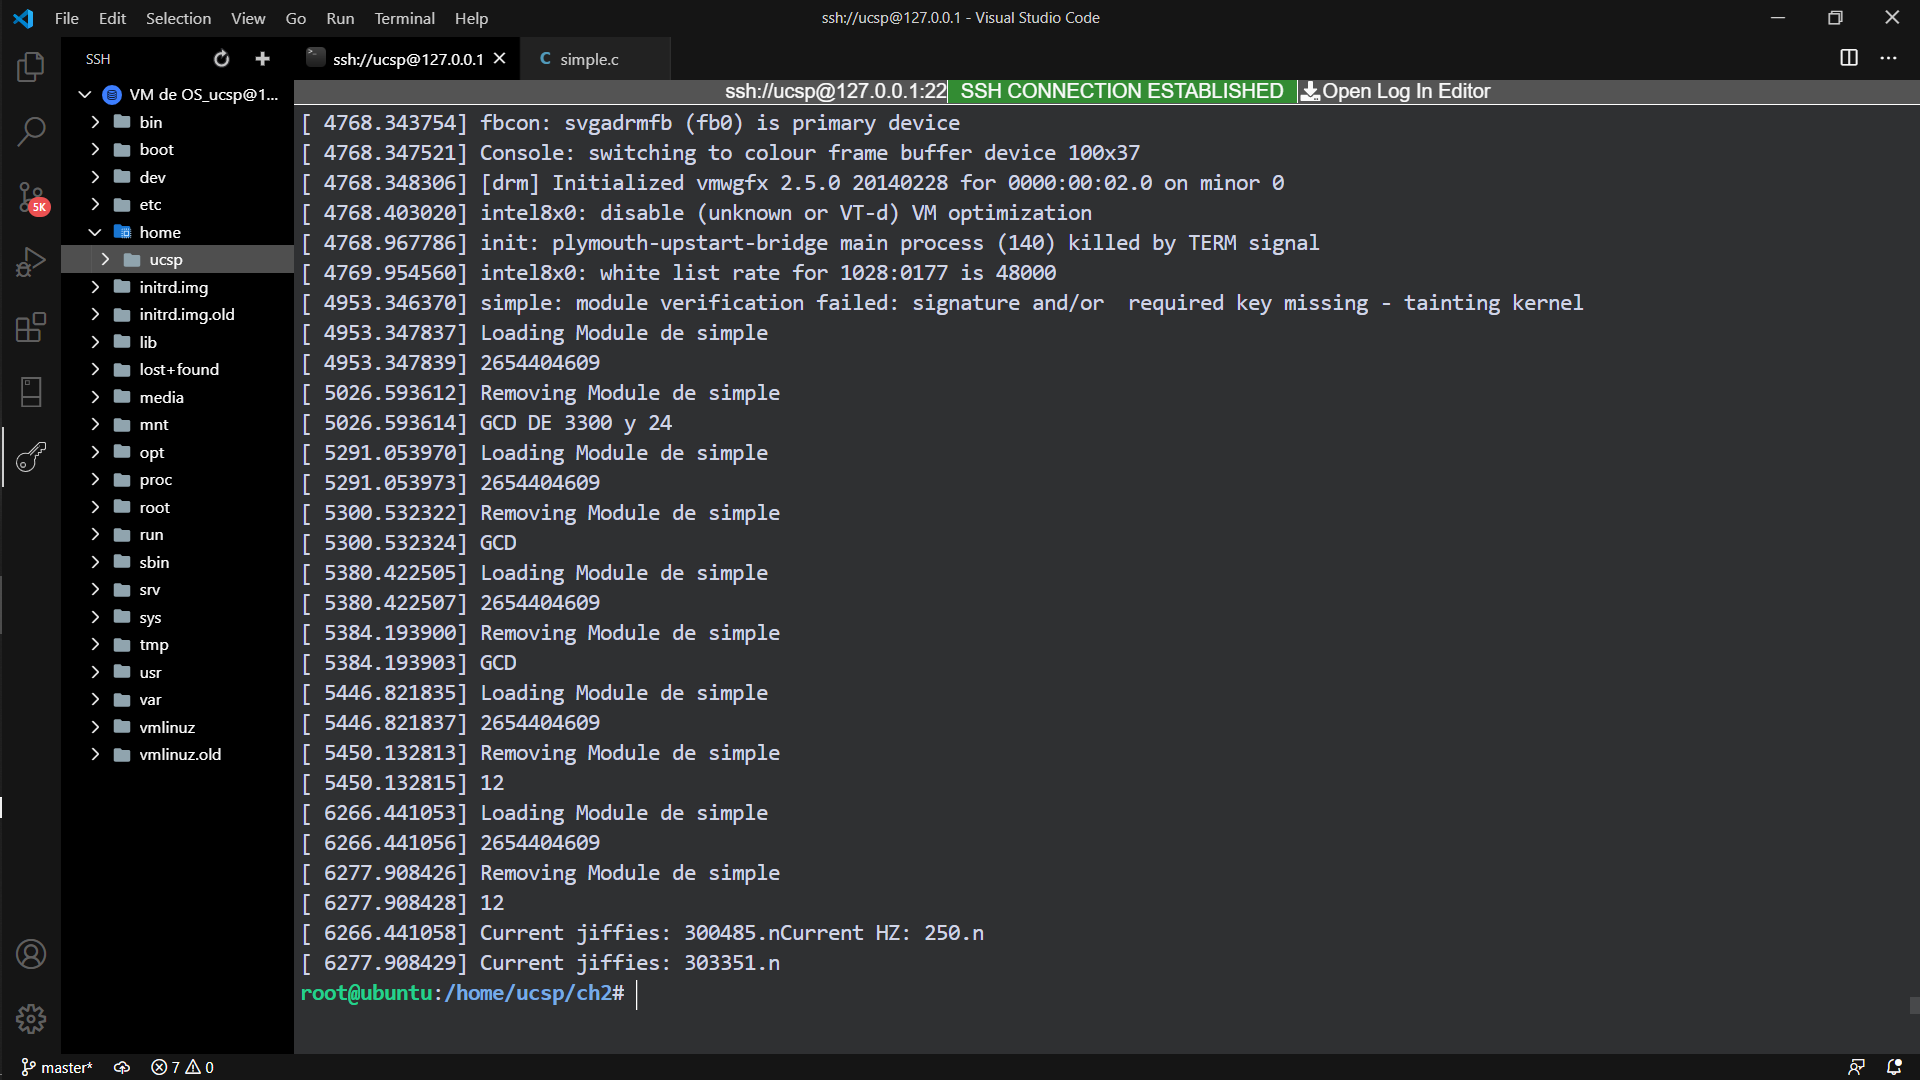 File Edit Selection View Go Run Terminal Help
ssh://ucsp@127.0.0.1 - Visual Studio Code
SSH
ssh://ucsp@127.0.0.1
C simple.c
ssh://ucsp@127.0.0.1:22 SSH CONNECTION ESTABLISHED Open Log In Editor
5K
VM de OS_ucsp@1...
bin
boot
dev
etc
home
ucsp
initrd.img
initrd.img.old
lib
lost+found
media
mnt
opt
proc
root
run
sbin
srv
sys
tmp
usr
var
vmlinuz
vmlinuz.old
[ 4768.343754] fbcon: svgadrmfb (fb0) is primary device
[ 4768.347521] Console: switching to colour frame buffer device 100x37
[ 4768.348306] [drm] Initialized vmwgfx 2.5.0 20140228 for 0000:00:02.0 on minor 0
[ 4768.403020] intel8x0: disable (unknown or VT-d) VM optimization
[ 4768.967786] init: plymouth-upstart-bridge main process (140) killed by TERM signal
[ 4769.954560] intel8x0: white list rate for 1028:0177 is 48000
[ 4953.346370] simple: module verification failed: signature and/or  required key missing - tainting kernel
[ 4953.347837] Loading Module de simple
[ 4953.347839] 2654404609
[ 5026.593612] Removing Module de simple
[ 5026.593614] GCD DE 3300 y 24
[ 5291.053970] Loading Module de simple
[ 5291.053973] 2654404609
[ 5300.532322] Removing Module de simple
[ 5300.532324] GCD
[ 5380.422505] Loading Module de simple
[ 5380.422507] 2654404609
[ 5384.193900] Removing Module de simple
[ 5384.193903] GCD
[ 5446.821835] Loading Module de simple
[ 5446.821837] 2654404609
[ 5450.132813] Removing Module de simple
[ 5450.132815] 12
[ 6266.441053] Loading Module de simple
[ 6266.441056] 2654404609
[ 6277.908426] Removing Module de simple
[ 6277.908428] 12
[ 6266.441058] Current jiffies: 300485.nCurrent HZ: 250.n
[ 6277.908429] Current jiffies: 303351.n
root@ubuntu:/home/ucsp/ch2#
master* 7 0